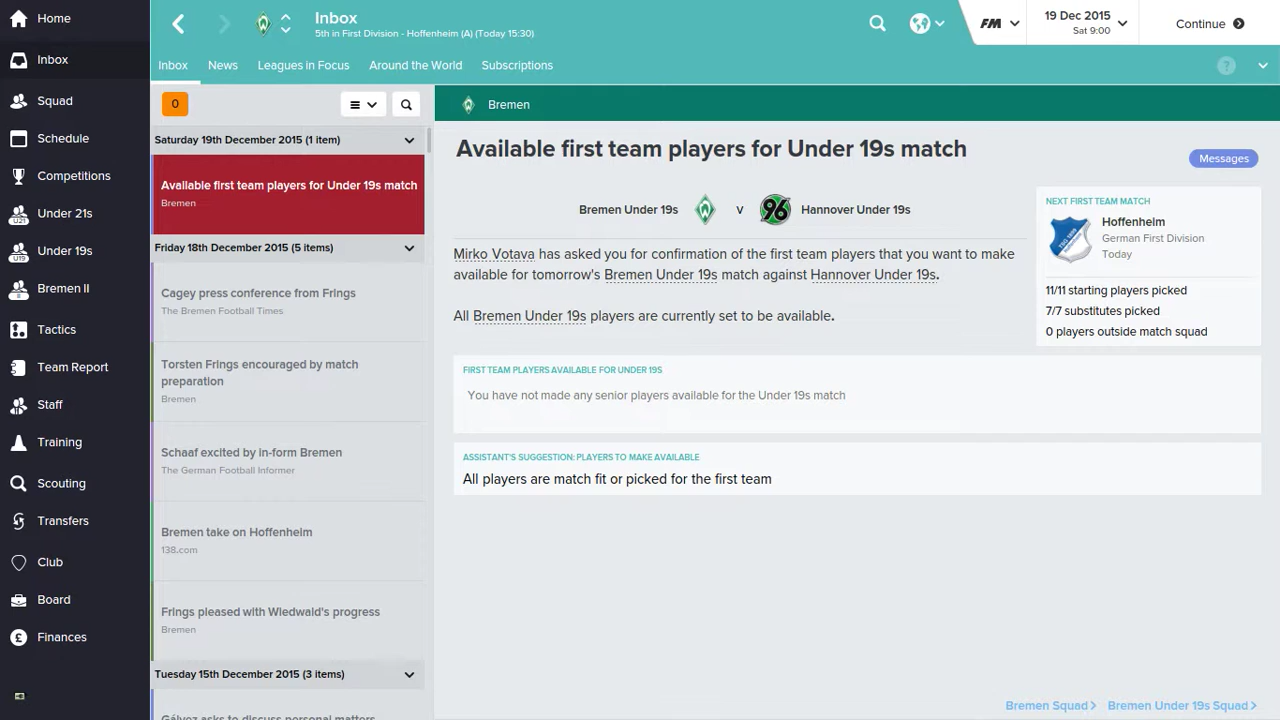 Home
Inbox
Squad
Schedule
Competitions
Under 21s
Under 19s
Bremen II
Tactics
Team Report
Staff
Training
Scouting
Transfers
Club
Board
Finances
Inbox
5th in First Division - Hoffenheim (A) (Today 15:30)
FM
19 Dec 2015
Sat 9:00
Continue
Inbox
News
Leagues in Focus
Around the World
Subscriptions
?
0
Saturday 19th December 2015 (1 item)
Available first team players for Under 19s match
Bremen
Friday 18th December 2015 (5 items)
Cagey press conference from Frings
The Bremen Football Times
Torsten Frings encouraged by match
preparation
Bremen
Schaaf excited by in-form Bremen
The German Football Informer
Bremen take on Hoffenheim
138.com
Frings pleased with Wiedwald's progress
Bremen
Tuesday 15th December 2015 (3 items)
Gálvez asks to discuss personal matters
Bremen
Available first team players for Under 19s match
Messages
Bremen Under 19s v Hannover Under 19s
Mirko Votava has asked you for confirmation of the first team players that you want to make
available for tomorrow's Bremen Under 19s match against Hannover Under 19s.
All Bremen Under 19s players are currently set to be available.
NEXT FIRST TEAM MATCH
Hoffenheim
German First Division
Today
11/11 starting players picked
7/7 substitutes picked
0 players outside match squad
FIRST TEAM PLAYERS AVAILABLE FOR UNDER 19S
You have not made any senior players available for the Under 19s match
ASSISTANT'S SUGGESTION: PLAYERS TO MAKE AVAILABLE
All players are match fit or picked for the first team
Bremen Squad >
Bremen Under 19s Squad >